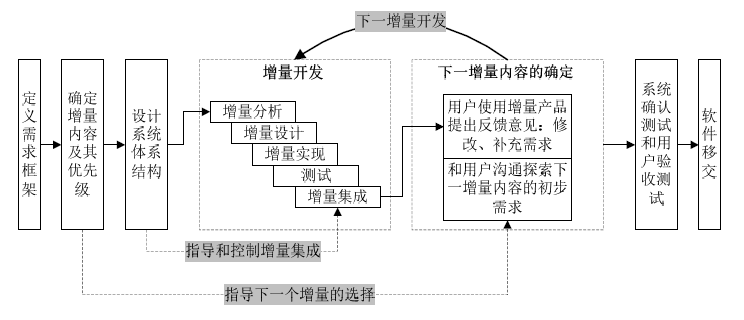 下一增量开发
定义需求框架
确定
增量
内容
及其
优先
级
设计
系统
体系
结构
增量开发
增量分析
增量设计
增量实现
测试
增量集成
下一增量内容的确定
用户使用增量产品
提出反馈意见：修
改、补充需求
和用户沟通探索下
一增量内容的初步
需求
系统
确认
测试
和用
户验
收测
试
软件移交
指导和控制增量集成
指导下一个增量的选择